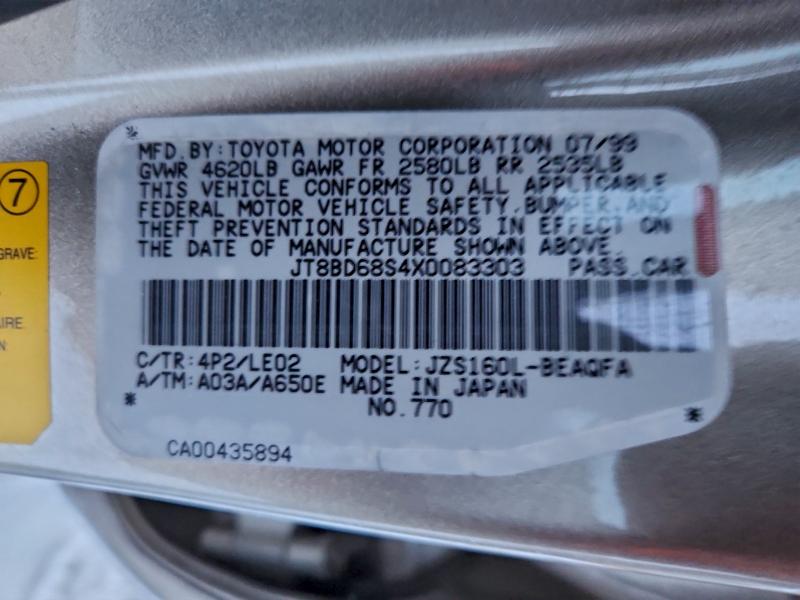 MFD. BY: TOYOTA MOTOR CORPORATION 07/99
GVWR 4620LB GAWR FR 2580LB RR 2535LB
THIS VEHICLE CONFORMS TO ALL APPLICABLE
FEDERAL MOTOR VEHICLE SAFETY, BUMPER, AND
THEFT PREVENTION STANDARDS IN EFFECT ON
THE DATE OF MANUFACTURE SHOWN ABOVE.
JT8BD68S4X0083303 PASS. CAR
C/TR: 4P2/LE02 MODEL: JZS160L-BEAQFA
A/TM: A03A/A650E MADE IN JAPAN
NO. 770
CA00435894
7
GRAVE:
AIRE
N: